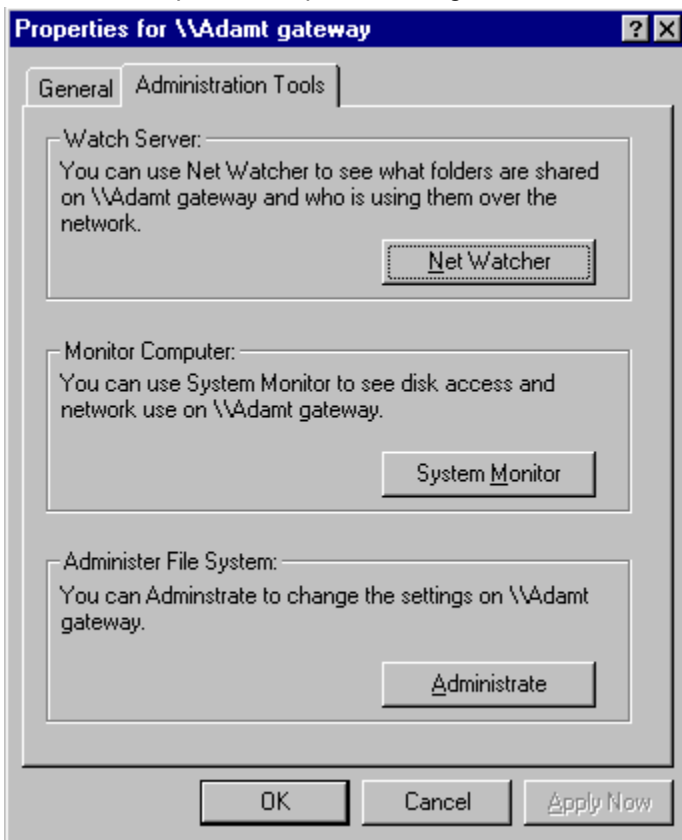 Properties for \\Adamt gateway
General
Administration Tools
Watch Server:
You can use Net Watcher to see what folders are shared
on \\Adamt gateway and who is using them over the
network.
Net Watcher
Monitor Computer:
You can use System Monitor to see disk access and
network use on \\Adamt gateway.
System Monitor
Administer File System:
You can Adminstrate to change the settings on \\Adamt
gateway.
Administrate
OK
Cancel
Apply Now